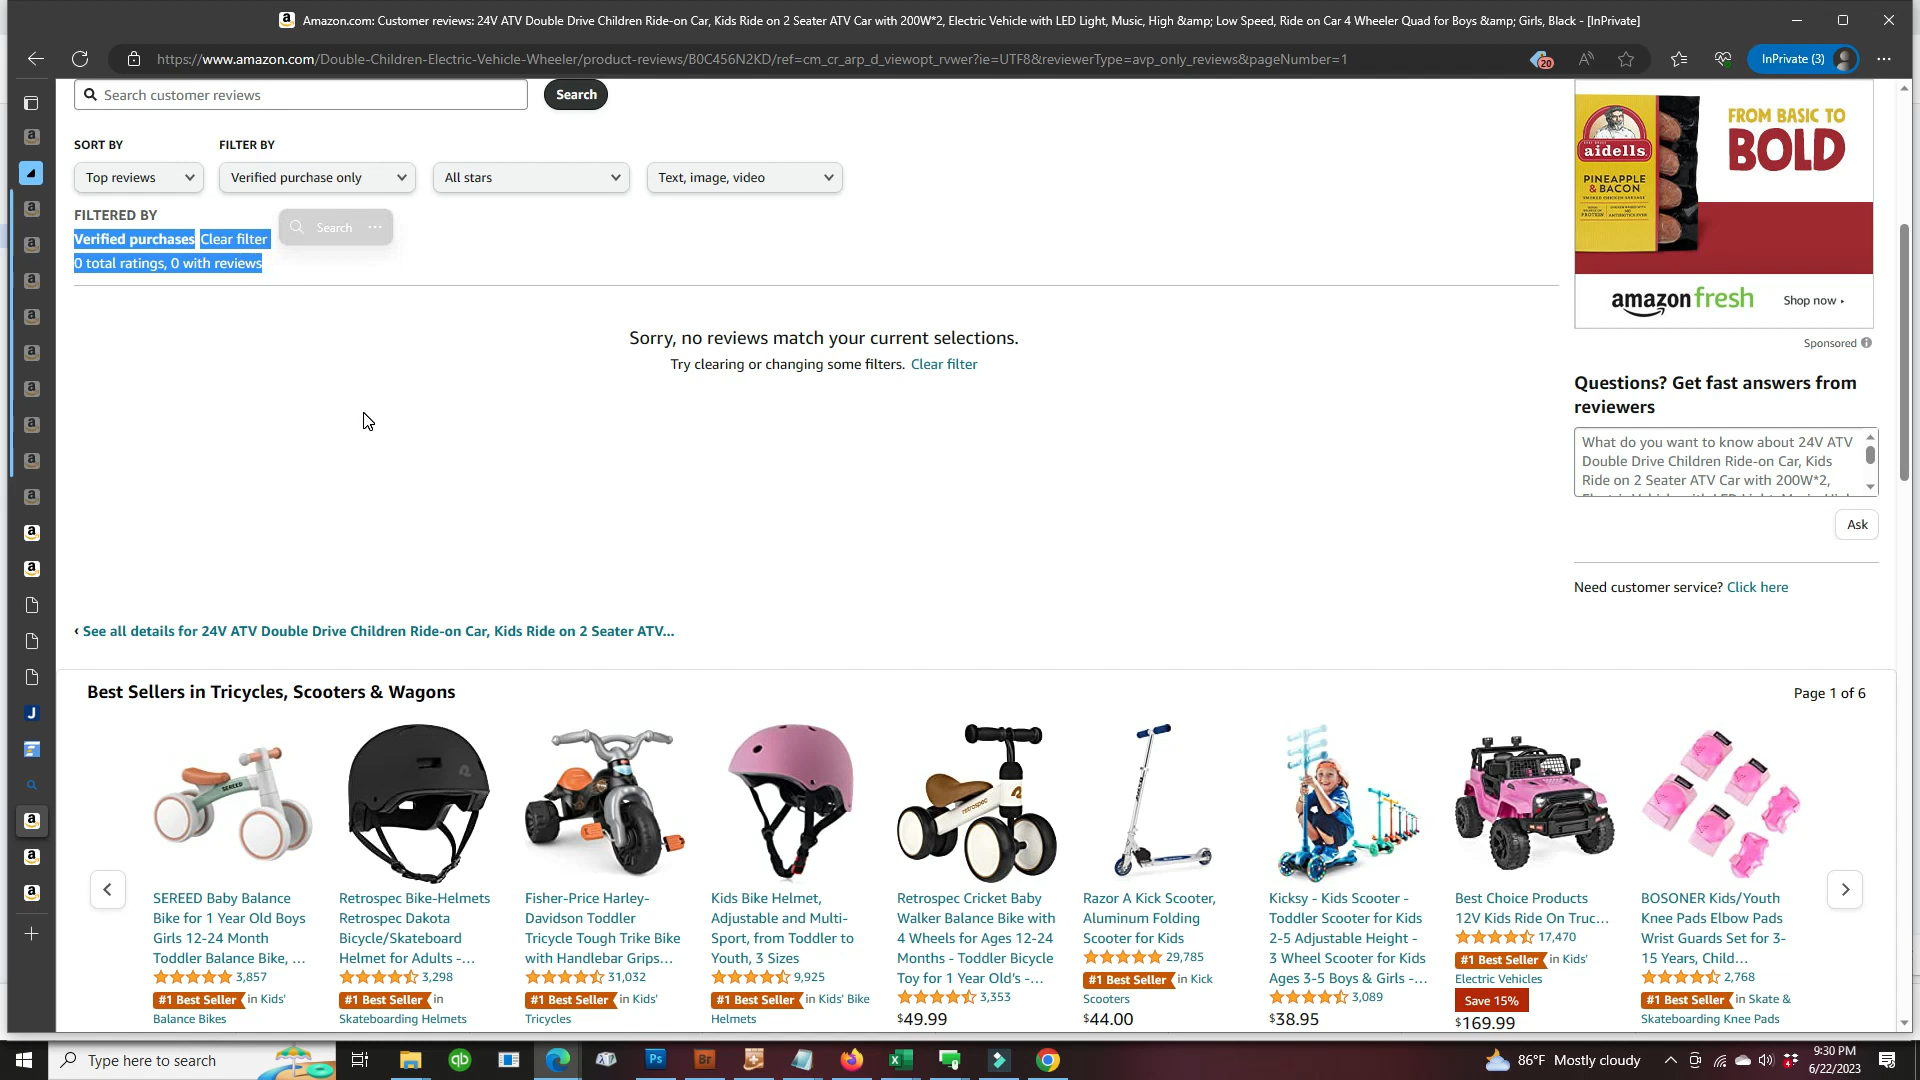 Amazon.com: Customer reviews: 24V ATV Double Drive Children Ride-on Car, Kids Ride on 2 Seater ATV Car with 200W*2, Electric Vehicle with LED Light, Music, High &amp; Low Speed, Ride on Car 4 Wheeler Quad for Boys &amp; Girls, Black - [InPrivate]
https://www.amazon.com/Double-Children-Electric-Vehicle-Wheeler/product-reviews/B0C456N2KD/ref=cm_cr_arp_d_viewopt_rvwer?ie=UTF8&reviewerType=avp_only_reviews&pageNumber=1
20
InPrivate (3)
Search customer reviews
Search
SORT BY
FILTER BY
Top reviews
Verified purchase only
All stars
Text, image, video
FILTERED BY
Verified purchases Clear filter
Search
0 total ratings, 0 with reviews
Sorry, no reviews match your current selections.
Try clearing or changing some filters. Clear filter
FROM BASIC TO
BOLD
aidells
PINEAPPLE
& BACON
amazon fresh
Shop now
Sponsored
Questions? Get fast answers from
reviewers
What do you want to know about 24V ATV
Double Drive Children Ride-on Car, Kids
Ride on 2 Seater ATV Car with 200W*2,
Ask
Need customer service? Click here
‹ See all details for 24V ATV Double Drive Children Ride-on Car, Kids Ride on 2 Seater ATV...
Best Sellers in Tricycles, Scooters & Wagons
Page 1 of 6
SEREED Baby Balance
Bike for 1 Year Old Boys
Girls 12-24 Month
Toddler Balance Bike, ...
3,857
#1 Best Seller in Kids'
Balance Bikes
Retrospec Bike-Helmets
Retrospec Dakota
Bicycle/Skateboard
Helmet for Adults -...
3,298
#1 Best Seller in
Skateboarding Helmets
Fisher-Price Harley-
Davidson Toddler
Tricycle Tough Trike Bike
with Handlebar Grips...
31,032
#1 Best Seller in Kids'
Tricycles
Kids Bike Helmet,
Adjustable and Multi-
Sport, from Toddler to
Youth, 3 Sizes
9,925
#1 Best Seller in Kids' Bike
Helmets
Retrospec Cricket Baby
Walker Balance Bike with
4 Wheels for Ages 12-24
Months - Toddler Bicycle
Toy for 1 Year Old's -...
3,353
$49.99
Razor A Kick Scooter,
Aluminum Folding
Scooter for Kids
29,785
#1 Best Seller in Kick
Scooters
$44.00
Kicksy - Kids Scooter -
Toddler Scooter for Kids
2-5 Adjustable Height -
3 Wheel Scooter for Kids
Ages 3-5 Boys & Girls -...
3,089
$38.95
Best Choice Products
12V Kids Ride On Truc...
17,470
#1 Best Seller in Kids'
Electric Vehicles
Save 15%
$169.99
BOSONER Kids/Youth
Knee Pads Elbow Pads
Wrist Guards Set for 3-
15 Years, Child...
2,768
#1 Best Seller in Skate &
Skateboarding Knee Pads
Type here to search
86°F Mostly cloudy
9:30 PM
6/22/2023